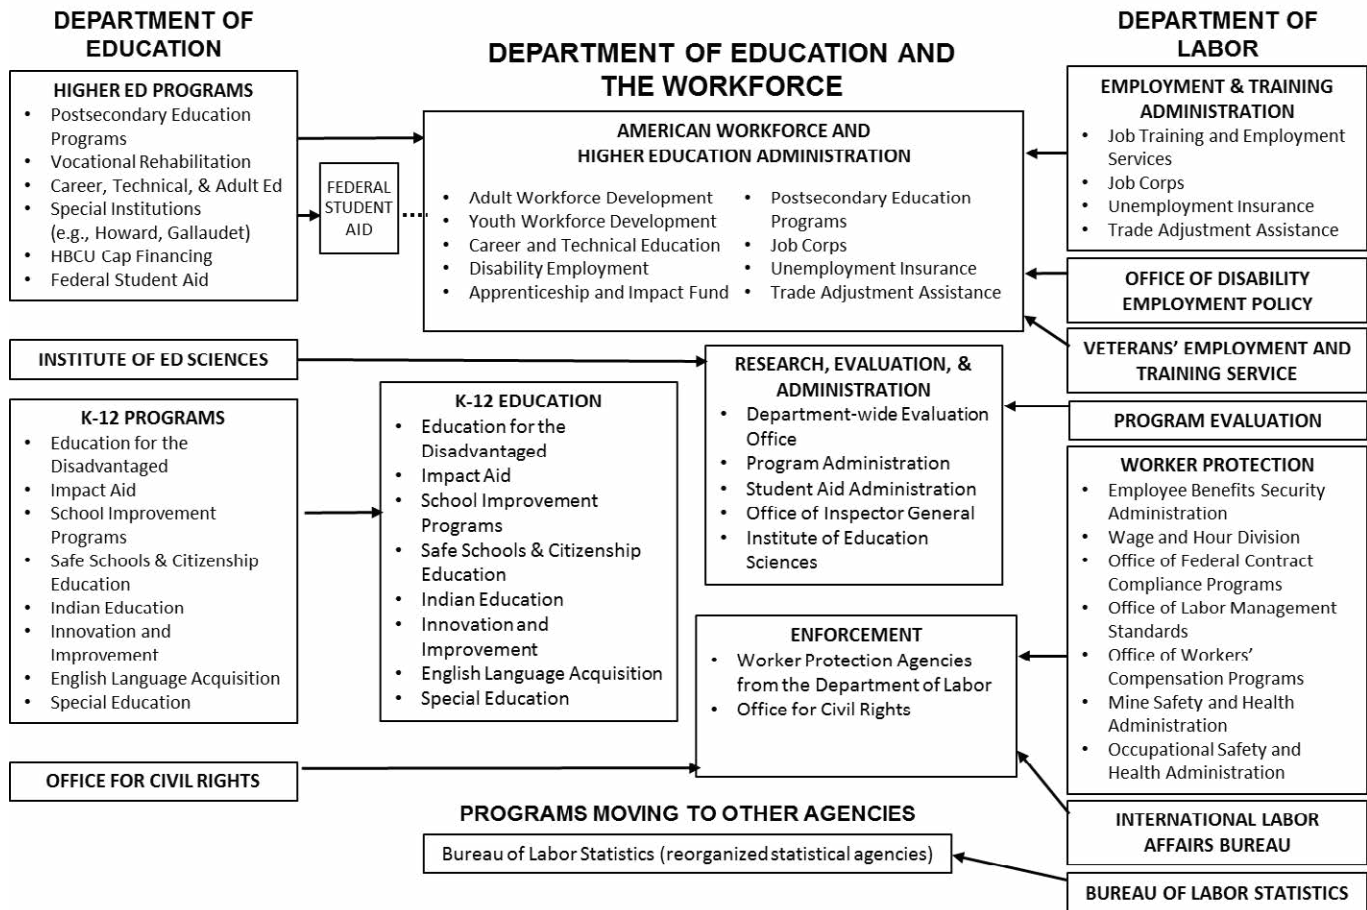 DEPARTMENT OF
EDUCATION
HIGHER ED PROGRAMS
• Postsecondary Education
Programs
• Vocational Rehabilitation
• Career, Technical, & Adult Ed
• Special Institutions
(e.g., Howard, Gallaudet)
• HBCU Cap Financing
• Federal Student Aid
INSTITUTE OF ED SCIENCES
K-12 PROGRAMS
• Education for the
Disadvantaged
• Impact Aid
• School Improvement
Programs
• Safe Schools & Citizenship
Education
• Indian Education
• Innovation and
Improvement
• English Language Acquisition
• Special Education
OFFICE FOR CIVIL RIGHTS
DEPARTMENT OF EDUCATION AND
THE WORKFORCE
FEDERAL
STUDENT
AID
AMERICAN WORKFORCE AND
HIGHER EDUCATION ADMINISTRATION
• Adult Workforce Development
• Youth Workforce Development
• Career and Technical Education
• Disability Employment
• Apprenticeship and Impact Fund
• Postsecondary Education
Programs
• Job Corps
• Unemployment Insurance
• Trade Adjustment Assistance
K-12 EDUCATION
• Education for the
Disadvantaged
• Impact Aid
• School Improvement
Programs
• Safe Schools & Citizenship
Education
• Indian Education
• Innovation and
Improvement
• English Language Acquisition
• Special Education
RESEARCH, EVALUATION, &
ADMINISTRATION
• Department-wide Evaluation
Office
• Program Administration
• Student Aid Administration
• Office of Inspector General
• Institute of Education
Sciences
ENFORCEMENT
• Worker Protection Agencies
from the Department of Labor
• Office for Civil Rights
PROGRAMS MOVING TO OTHER AGENCIES
Bureau of Labor Statistics (reorganized statistical agencies)
DEPARTMENT OF
LABOR
EMPLOYMENT & TRAINING
ADMINISTRATION
• Job Training and Employment
Services
• Job Corps
• Unemployment Insurance
• Trade Adjustment Assistance
OFFICE OF DISABILITY
EMPLOYMENT POLICY
VETERANS’ EMPLOYMENT AND
TRAINING SERVICE
PROGRAM EVALUATION
WORKER PROTECTION
• Employee Benefits Security
Administration
• Wage and Hour Division
• Office of Federal Contract
Compliance Programs
• Office of Labor Management
Standards
• Office of Workers’
Compensation Programs
• Mine Safety and Health
Administration
• Occupational Safety and
Health Administration
INTERNATIONAL LABOR
AFFAIRS BUREAU
BUREAU OF LABOR STATISTICS